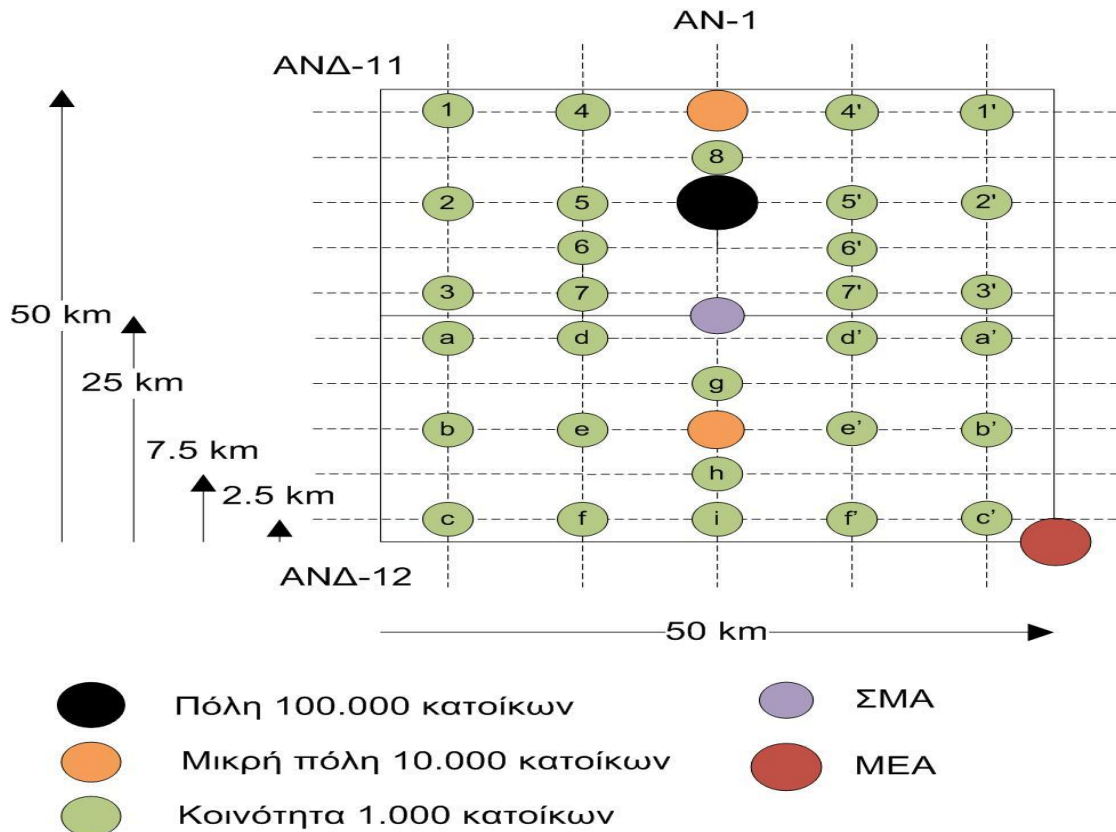 ΑΝ-1
ΑΝΔ-11
1 4 4' 1'
8
2 5 5' 2'
6 6'
3 7 7' 3'
50 km
a d d’ a’
25 km
g
b e e’ b’
7.5 km
h
2.5 km
c f i f’ c’
ΑΝΔ-12
50 km
Πόλη 100.000 κατοίκων
ΣΜΑ
Μικρή πόλη 10.000 κατοίκων
ΜΕΑ
Κοινότητα 1.000 κατοίκων